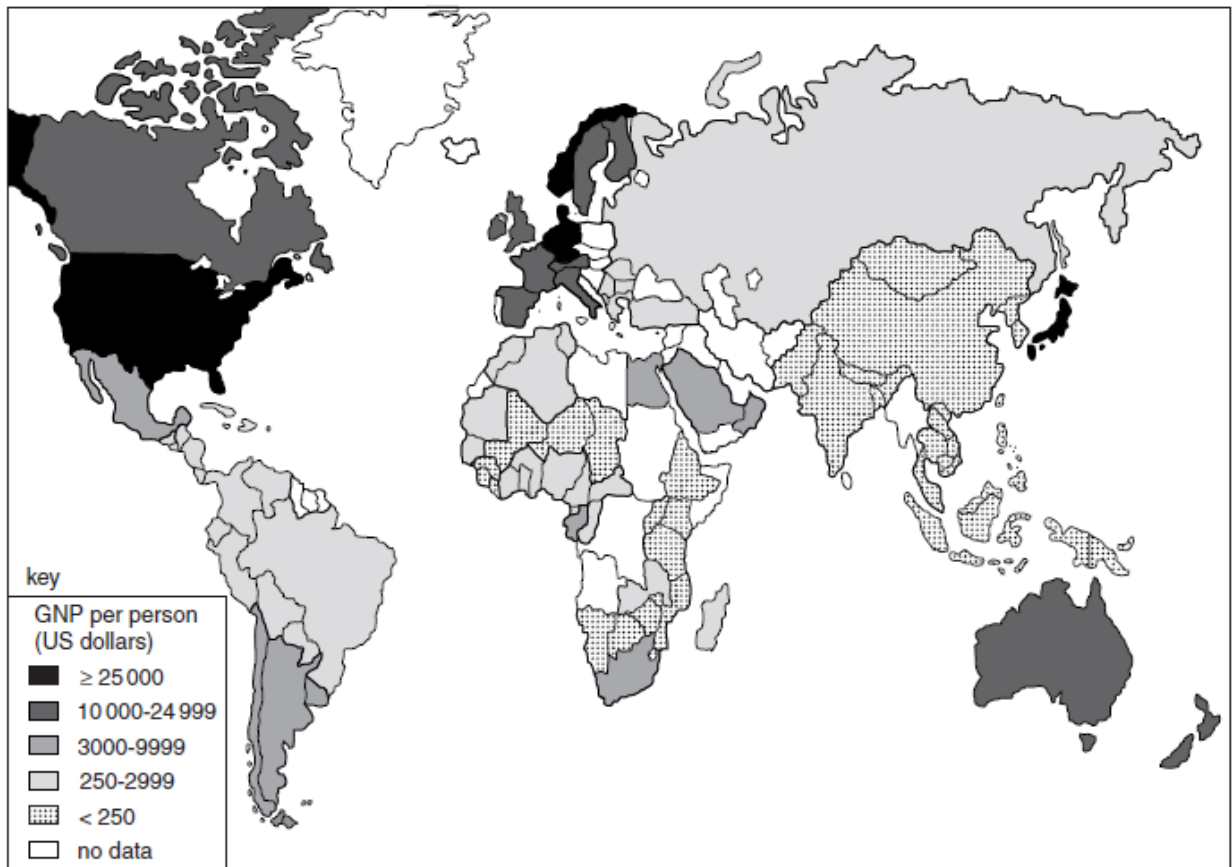 key
GNP per person
(US dollars)
≥ 25 000
10 000-24 999
3000-9999
250-2999
< 250
no data